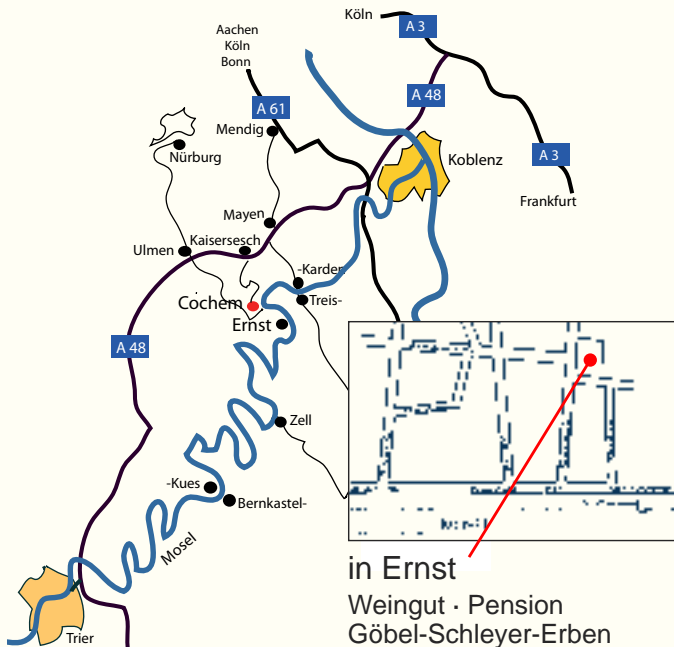 Köln
A 3
Aachen
Köln
Bonn
A 61
A 48
Mendig
Nürburg
Koblenz
A 3
Frankfurt
Mayen
Ulmen
Kaisersesch
-Karden
Treis-
Cochem
Ernst
A 48
Zell
-Kues
Bernkastel-
Mosel
Trier
in Ernst
Weingut · Pension
Göbel-Schleyer-Erben